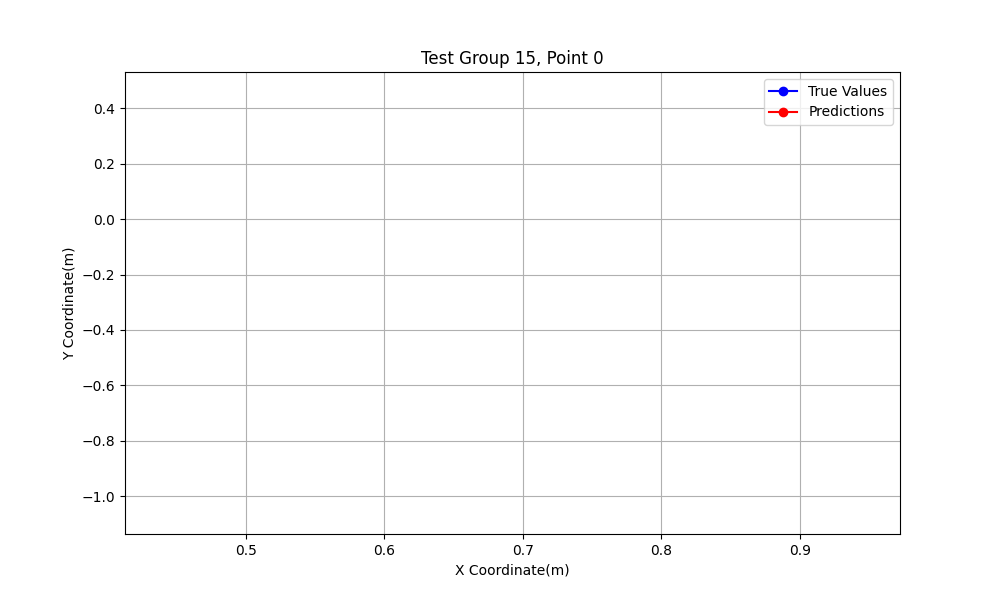 Test Group 15, Point 0
True Values
Predictions
0.4
0.2
0.0
−0.2
−0.4
−0.6
−0.8
−1.0
Y Coordinate(m)
0.5 0.6 0.7 0.8 0.9
X Coordinate(m)